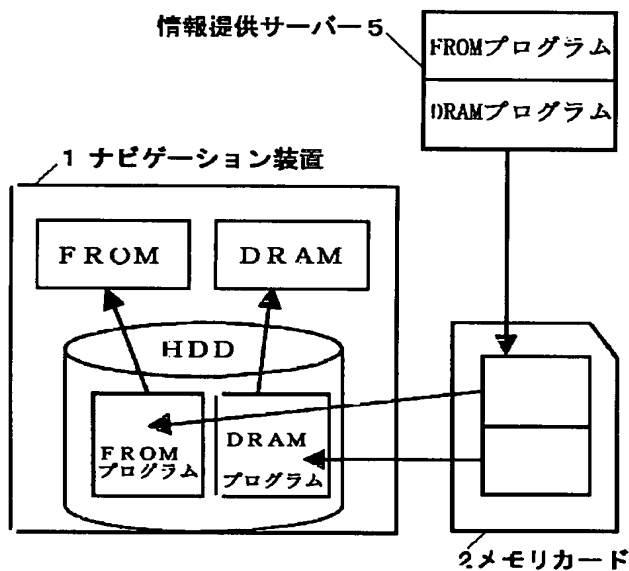 情報提供サーバー5
FROMプログラム
DRAMプログラム
1 ナビゲーション装置
FROM
DRAM
HDD
FROM
プログラム
DRAM
プログラム
2メモリカード